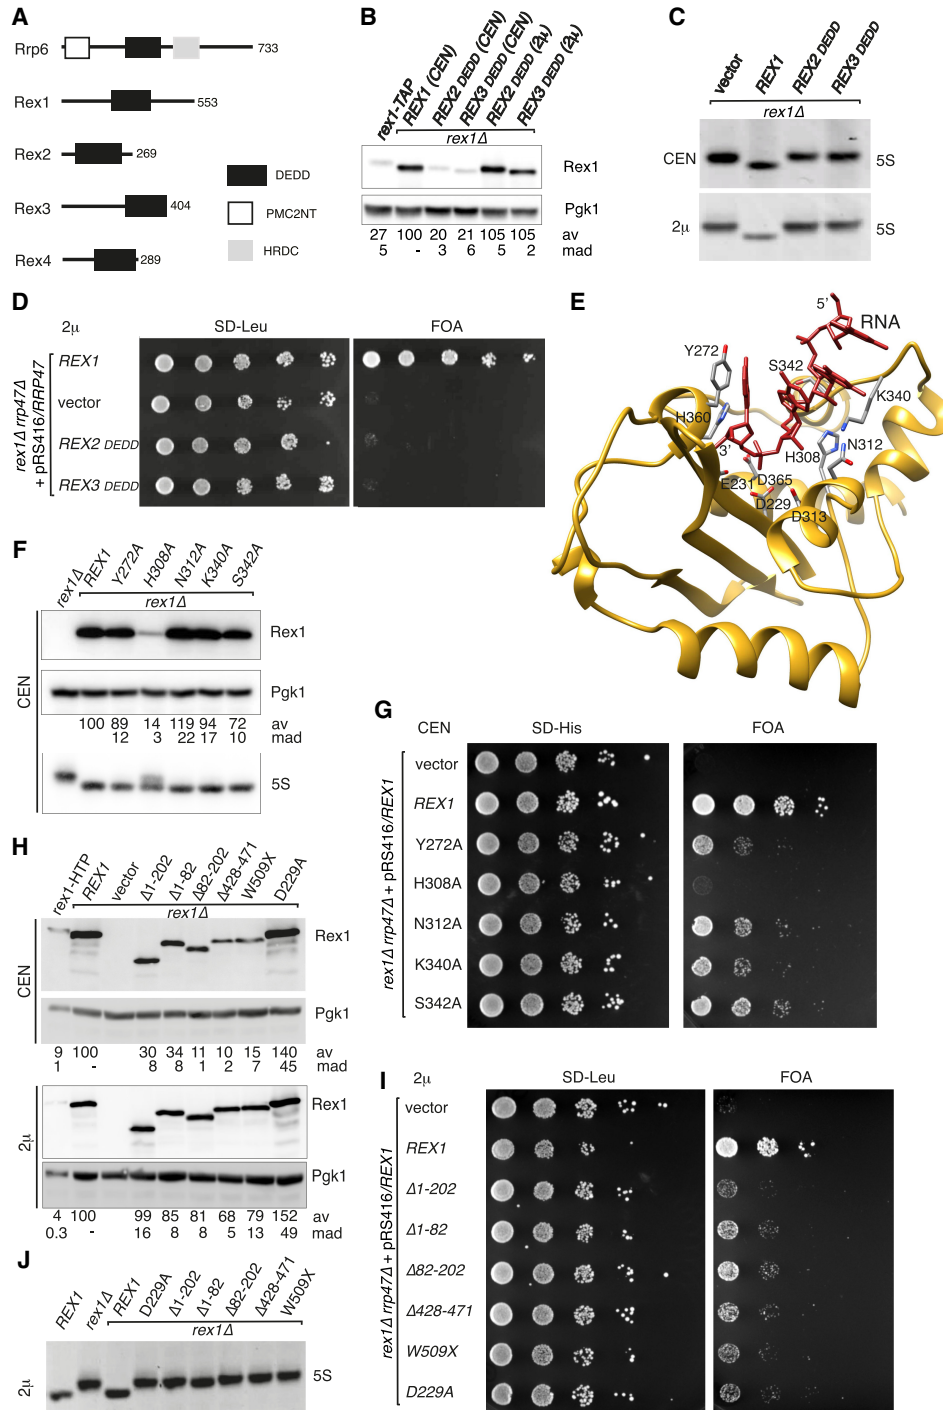 A
Rrp6
733
Rex1
553
Rex2
269
Rex3
404
Rex4
289
DEDD
PMC2NT
HRDC
B
rex1-TAP
REX1 (CEN)
REX2 DEDD (CEN)
REX3 DEDD (CEN)
REX2 DEDD (2μ)
REX3 DEDD (2μ)
rex1Δ
Rex1
Pgk1
27 100 20 21 105 105 av
5 - 3 6 5 2 mad
C
vector
REX1
REX2 DEDD
REX3 DEDD
rex1Δ
CEN 5S
2μ 5S
D
2μ SD-Leu FOA
rex1Δ rrp47Δ
+ pRS416/RRP47
REX1
vector
REX2 DEDD
REX3 DEDD
E
5'
RNA
Y272
S342
K340
H360
N312
3'
H308
E231
D365
D229
D313
F
rex1Δ
REX1
Y272A
H308A
N312A
K340A
S342A
rex1Δ
CEN
Rex1
Pgk1
100 89 14 119 94 72 av
12 3 22 17 10 mad
5S
G
CEN SD-His FOA
rex1Δ rrp47Δ + pRS416/REX1
vector
REX1
Y272A
H308A
N312A
K340A
S342A
H
rex1-HTP
REX1
vector
Δ1-202
Δ1-82
Δ82-202
Δ428-471
W509X
D229A
rex1Δ
CEN
Rex1
Pgk1
9 100 30 34 11 10 15 140 av
1 - 8 8 1 2 7 45 mad
2μ
Rex1
Pgk1
4 100 99 85 81 68 79 152 av
0.3 - 16 8 8 5 13 49 mad
I
2μ SD-Leu FOA
rex1Δ rrp47Δ + pRS416/REX1
vector
REX1
Δ1-202
Δ1-82
Δ82-202
Δ428-471
W509X
D229A
J
REX1
rex1Δ
REX1
D229A
Δ1-202
Δ1-82
Δ82-202
Δ428-471
W509X
rex1Δ
2μ
5S